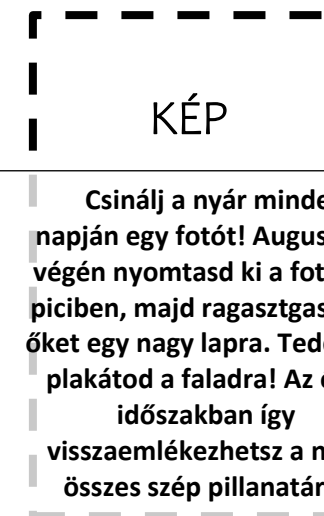 KÉP
Csinálj a nyár minde
napján egy fotót! Augus
végén nyomtasd ki a fot
piciben, majd ragasztgas
őket egy nagy lapra. Ted
plakátod a faladra! Az
időszakban így
visszaemlékezhetsz a n
összes szép pillanatár